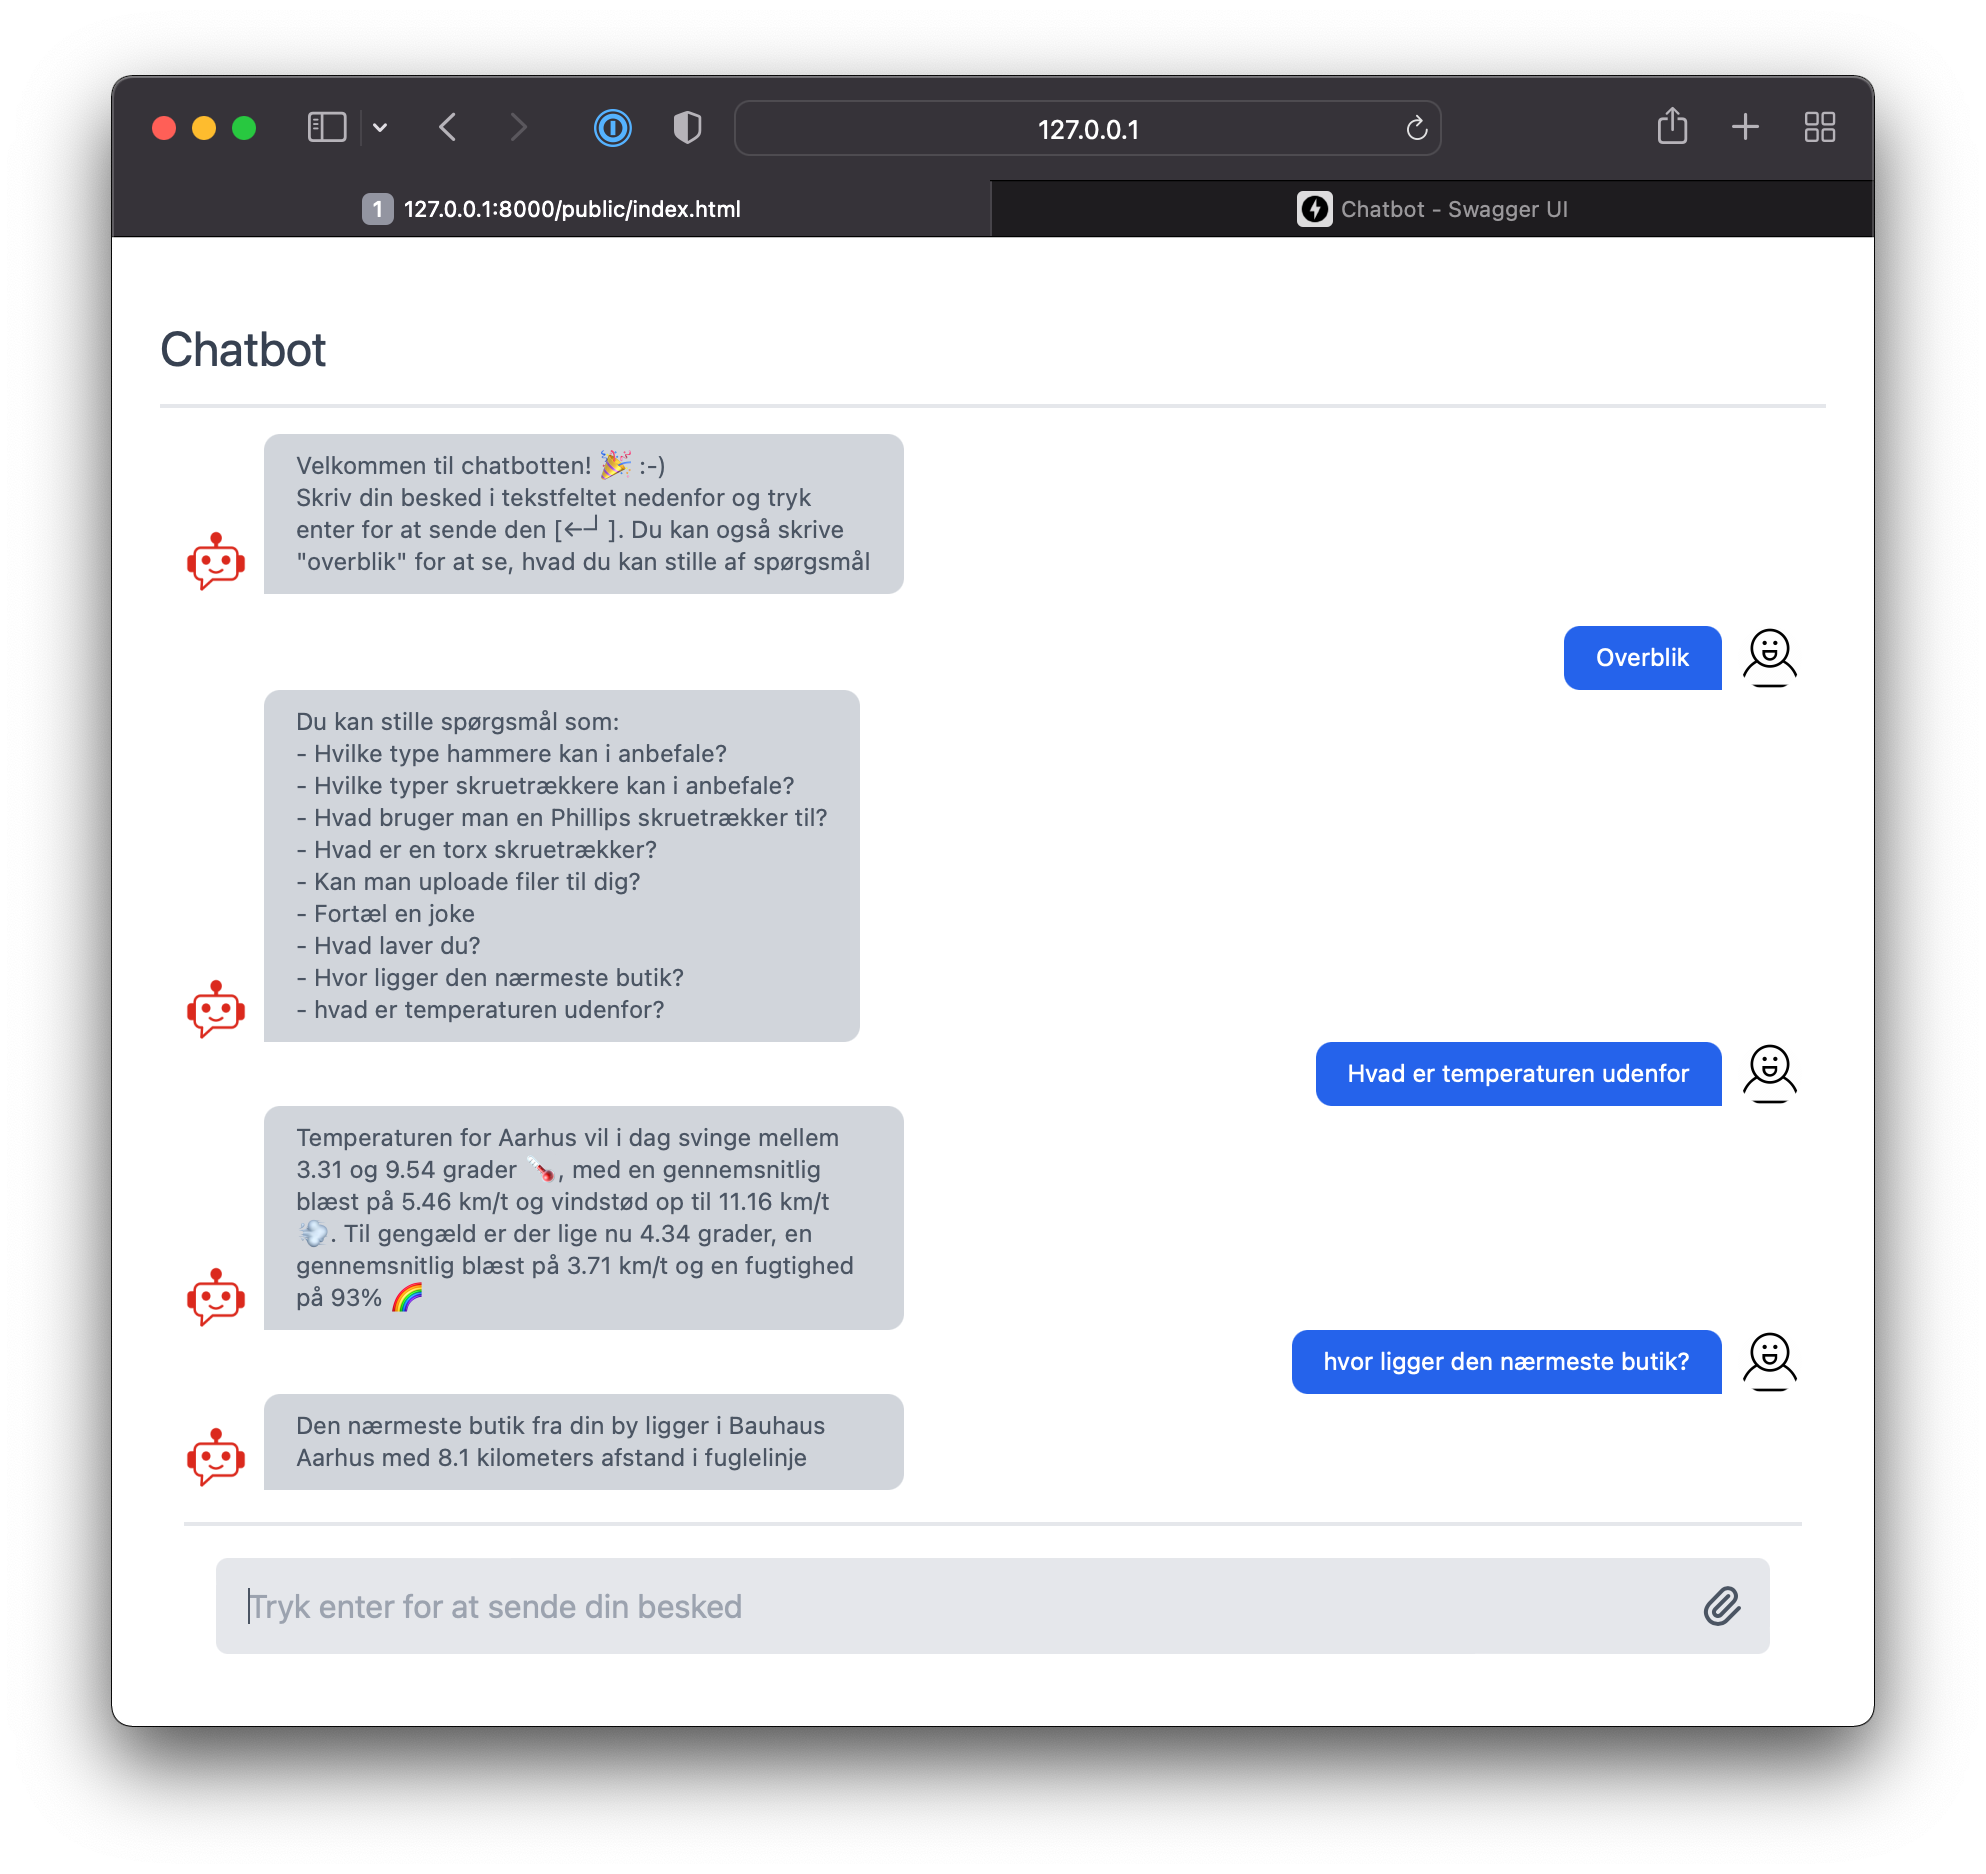 127.0.0.1
1 127.0.0.1:8000/public/index.html
Chatbot - Swagger UI
Chatbot
Velkommen til chatbotten! 🎉 :-)
Skriv din besked i tekstfeltet nedenfor og tryk
enter for at sende den [←┘ ]. Du kan også skrive
"overblik" for at se, hvad du kan stille af spørgsmål
Overblik
Du kan stille spørgsmål som:
- Hvilke type hammere kan i anbefale?
- Hvilke typer skruetrækkere kan i anbefale?
- Hvad bruger man en Phillips skruetrækker til?
- Hvad er en torx skruetrækker?
- Kan man uploade filer til dig?
- Fortæl en joke
- Hvad laver du?
- Hvor ligger den nærmeste butik?
- hvad er temperaturen udenfor?
Hvad er temperaturen udenfor
Temperaturen for Aarhus vil i dag svinge mellem
3.31 og 9.54 grader 🌡️, med en gennemsnitlig
blæst på 5.46 km/t og vindstød op til 11.16 km/t
💨. Til gengæld er der lige nu 4.34 grader, en
gennemsnitlig blæst på 3.71 km/t og en fugtighed
på 93% 🌈
hvor ligger den nærmeste butik?
Den nærmeste butik fra din by ligger i Bauhaus
Aarhus med 8.1 kilometers afstand i fuglelinje
Tryk enter for at sende din besked